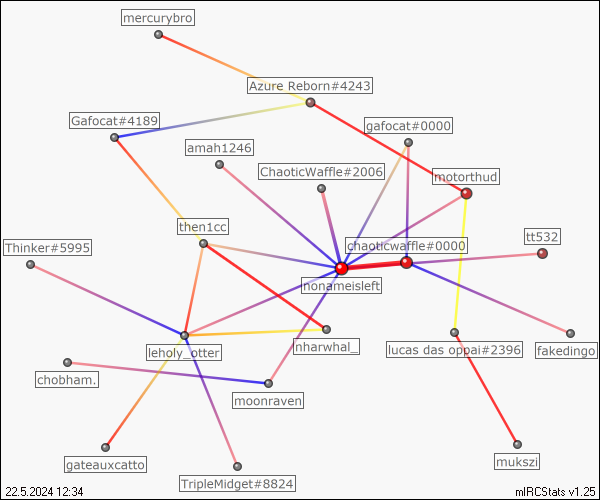 mercurybro
Azure Reborn#4243
Gafocat#4189
gafocat#0000
amah1246
ChaoticWaffle#2006
motorthud
then1cc
tt532
Thinker#5995
chaoticwaffle#0000
nonameisleft
leholy_otter
nharwhal_
lucas das oppai#2396
fakedingo
chobham.
moonraven
gateauxcatto
mukszi
TripleMidget#8824
22.5.2024 12:34
mIRCStats v1.25